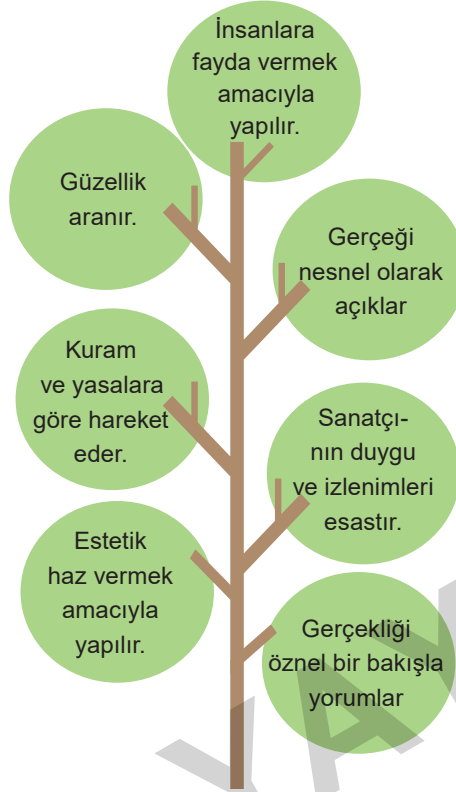 İnsanlara
fayda vermek
amacıyla
yapılır.
Güzellik
aranır.
Gerçeği
nesnel olarak
açıklar
Kuram
ve yasalara
göre hareket
eder.
Sanatçı-
nın duygu
ve izlenimleri
esastır.
Estetik
haz vermek
amacıyla
yapılır.
Gerçekliği
öznel bir bakışla
yorumlar
YAY